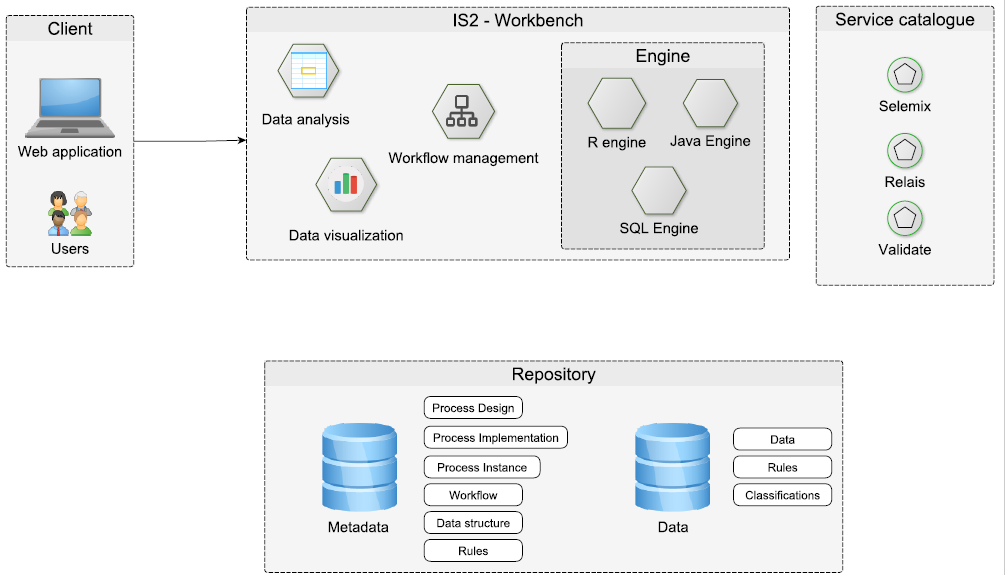 Client
Web application
Users
IS2 - Workbench
Data analysis
Workflow management
Data visualization
Engine
R engine
Java Engine
SQL Engine
Service catalogue
Selemix
Relais
Validate
Repository
Metadata
Process Design
Process Implementation
Process Instance
Workflow
Data structure
Rules
Data
Data
Rules
Classifications